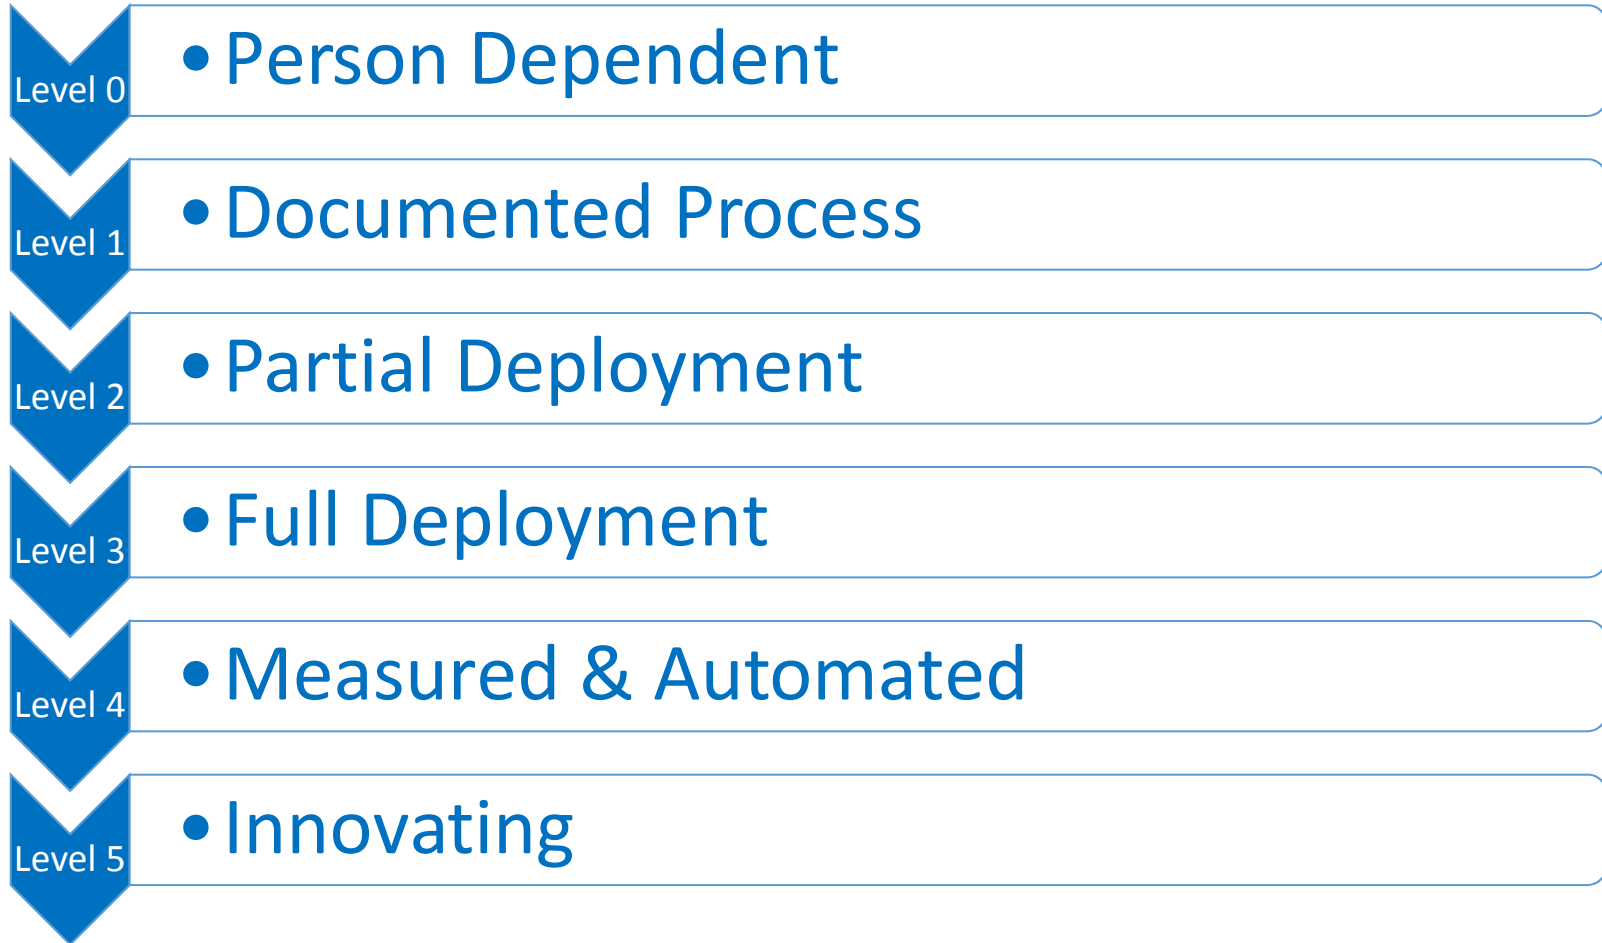 Level 0
• Person Dependent
Level 1
• Documented Process
Level 2
• Partial Deployment
Level 3
• Full Deployment
Level 4
• Measured & Automated
Level 5
• Innovating